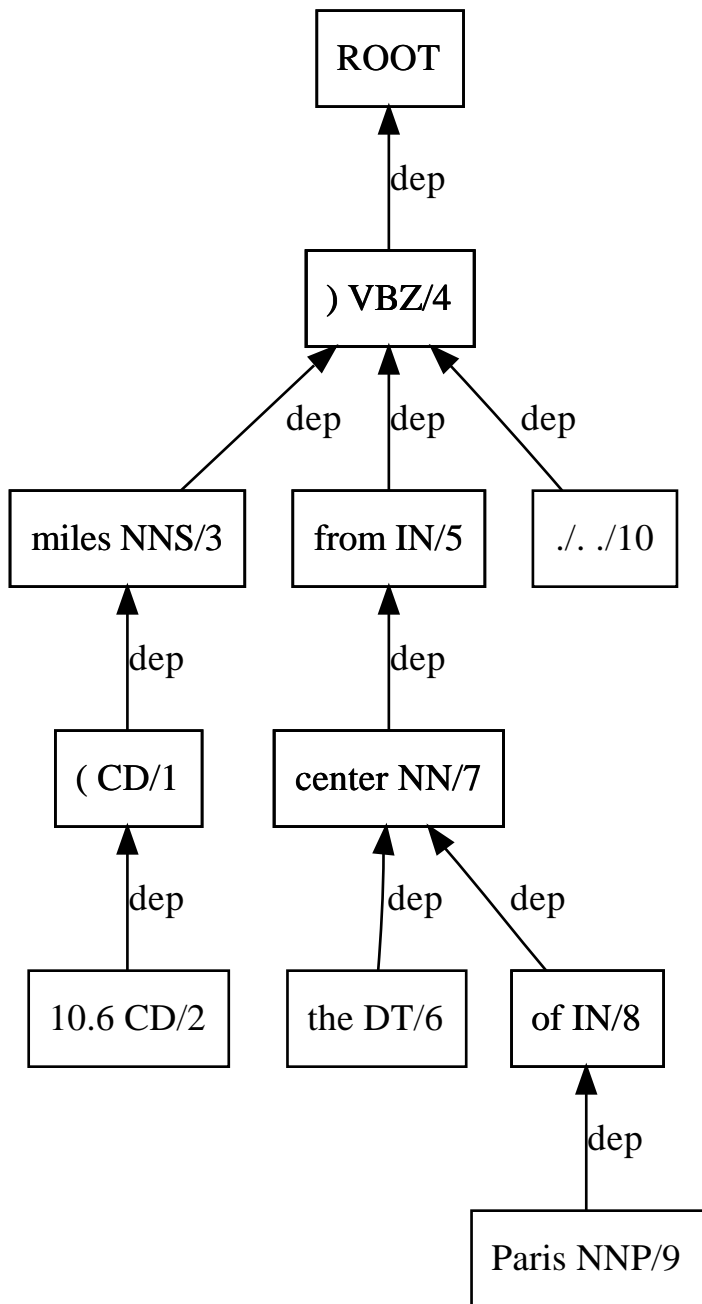 ROOT
dep
) VBZ/4
dep dep dep
miles NNS/3 from IN/5 ./. ./10
dep dep
( CD/1 center NN/7
dep dep dep
10.6 CD/2 the DT/6 of IN/8
dep
Paris NNP/9